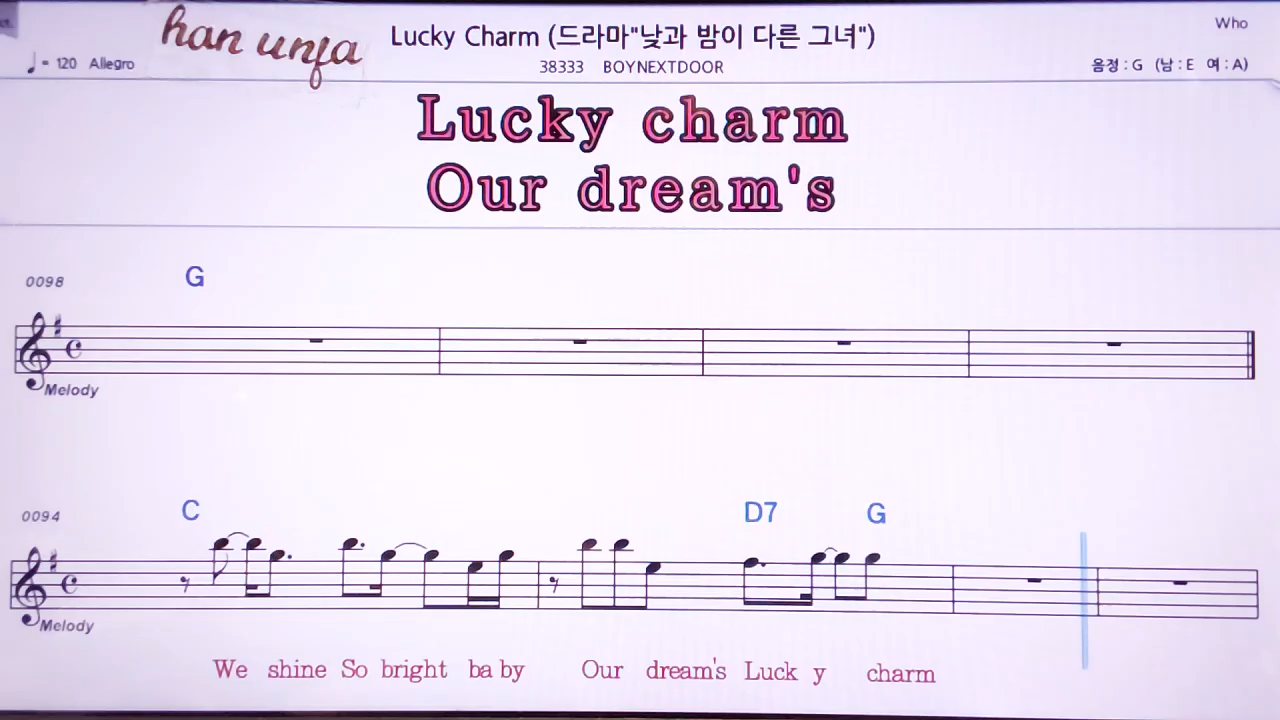 han unfa
Lucky Charm (드라마"낮과 밤이 다른 그녀")
Who
♩= 120 Allegro
38333 BOYNEXTDOOR
음정 : G (남 : E 여 : A)
Lucky charm
Our dream's
0098 G
Melody
0094 C D7 G
Melody
We shine So bright ba by Our dream's Luck y charm